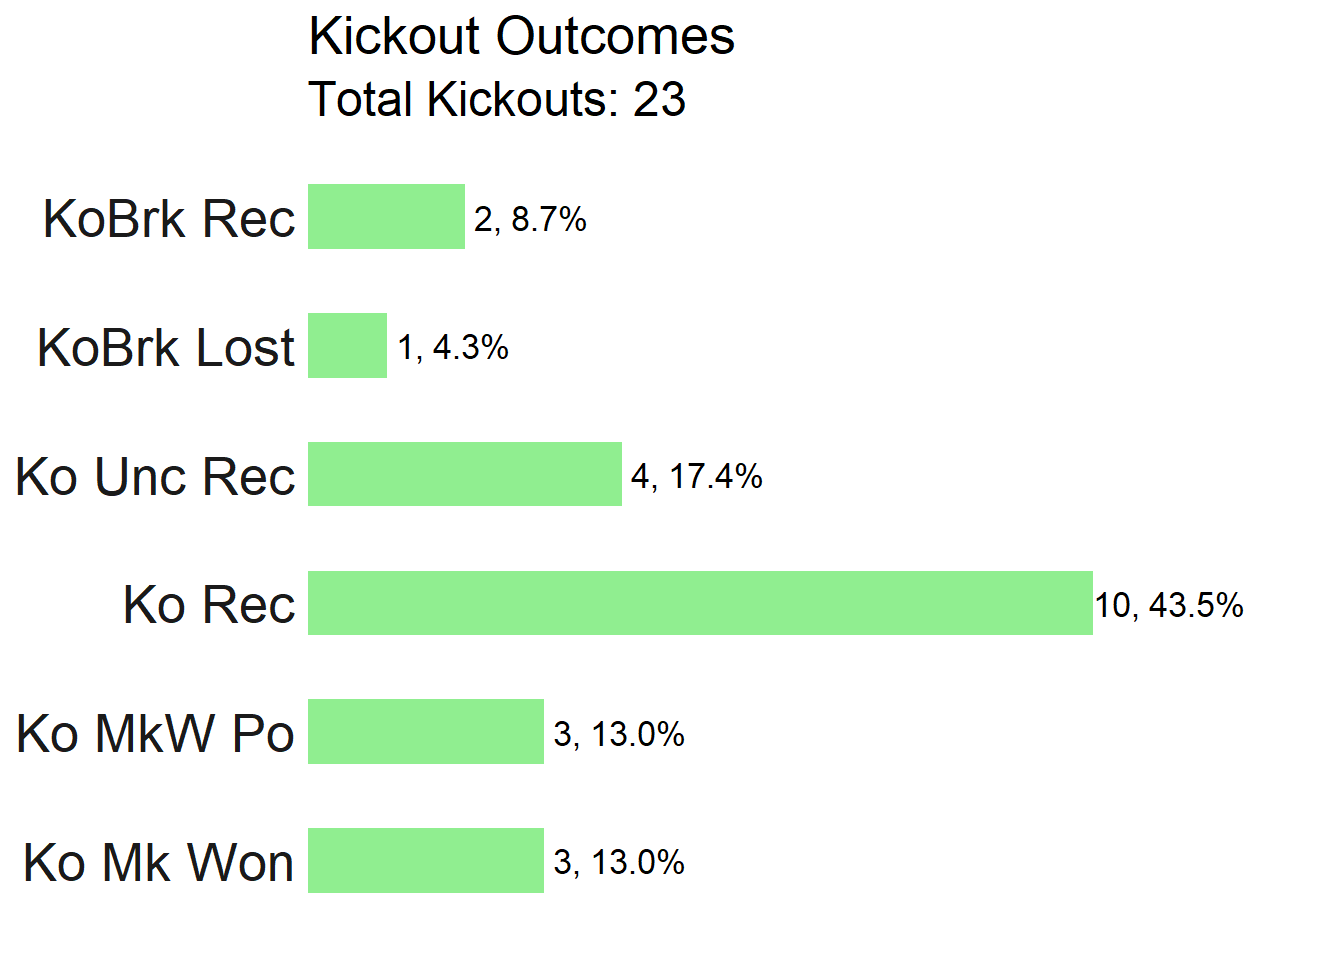 Kickout Outcomes
Total Kickouts: 23
KoBrk Rec 2, 8.7%
KoBrk Lost 1, 4.3%
Ko Unc Rec 4, 17.4%
Ko Rec 10, 43.5%
Ko MkW Po 3, 13.0%
Ko Mk Won 3, 13.0%